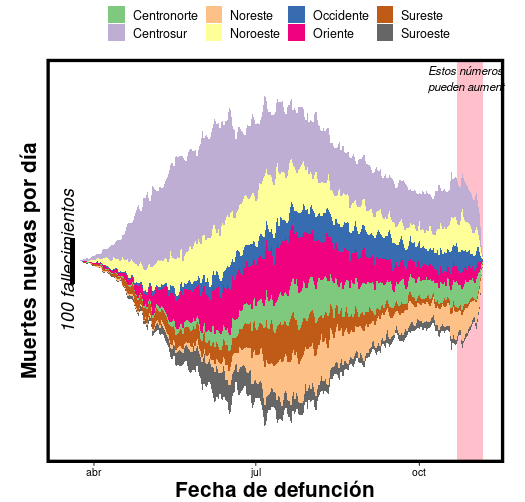 Centronorte Noreste Occidente Sureste
Centrosur Noroeste Oriente Suroeste
Estos números
pueden aument
Muertes nuevas por día
100 fallecimientos
abr jul oct
Fecha de defunción